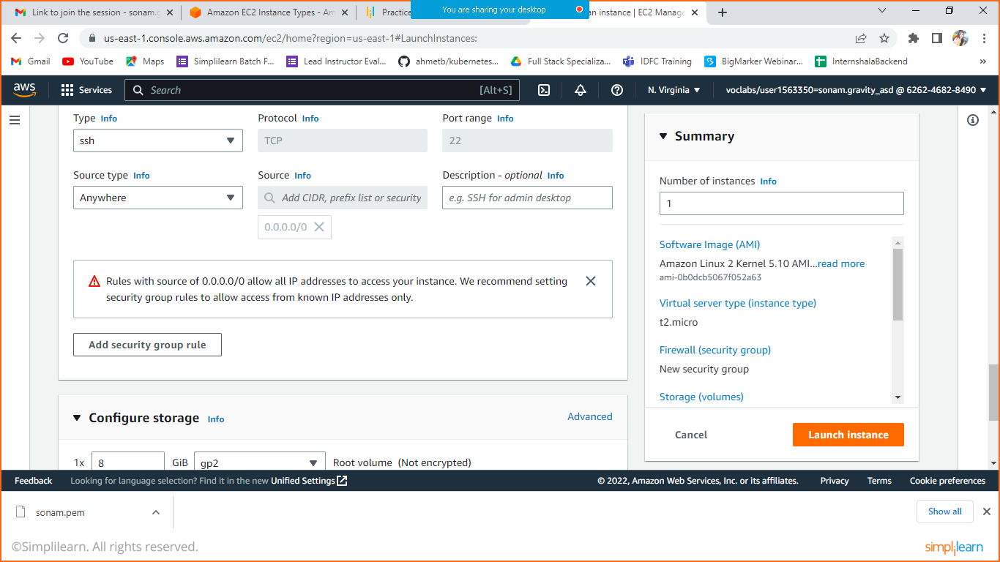 Link to join the session - sonam.g
Amazon EC2 Instance Types - Am
Practice
You are sharing your desktop
an instance | EC2 Manage
us-east-1.console.aws.amazon.com/ec2/home?region=us-east-1#LaunchInstances:
Gmail YouTube Maps Simplilearn Batch F... Lead Instructor Eval... ahmetb/kubernetes... Full Stack Specializa... IDFC Training BigMarker Webinar... InternshalaBackend »
aws Services Search [Alt+S] N. Virginia voclabs/user1563350=sonam.gravity_asd @ 6262-4682-8490
Type Info Protocol Info Port range Info
ssh TCP 22
Source type Info Source Info Description - optional Info
Anywhere Add CIDR, prefix list or security e.g. SSH for admin desktop
0.0.0.0/0
Rules with source of 0.0.0.0/0 allow all IP addresses to access your instance. We recommend setting
security group rules to allow access from known IP addresses only.
Add security group rule
Configure storage Info Advanced
1x 8 GiB gp2 Root volume (Not encrypted)
Summary
Number of instances Info
1
Software Image (AMI)
Amazon Linux 2 Kernel 5.10 AMI...read more
ami-0b0dcb5067f052a63
Virtual server type (instance type)
t2.micro
Firewall (security group)
New security group
Storage (volumes)
Cancel Launch instance
Feedback Looking for language selection? Find it in the new Unified Settings © 2022, Amazon Web Services, Inc. or its affiliates. Privacy Terms Cookie preferences
sonam.pem Show all
©Simplilearn. All rights reserved. simplilearn